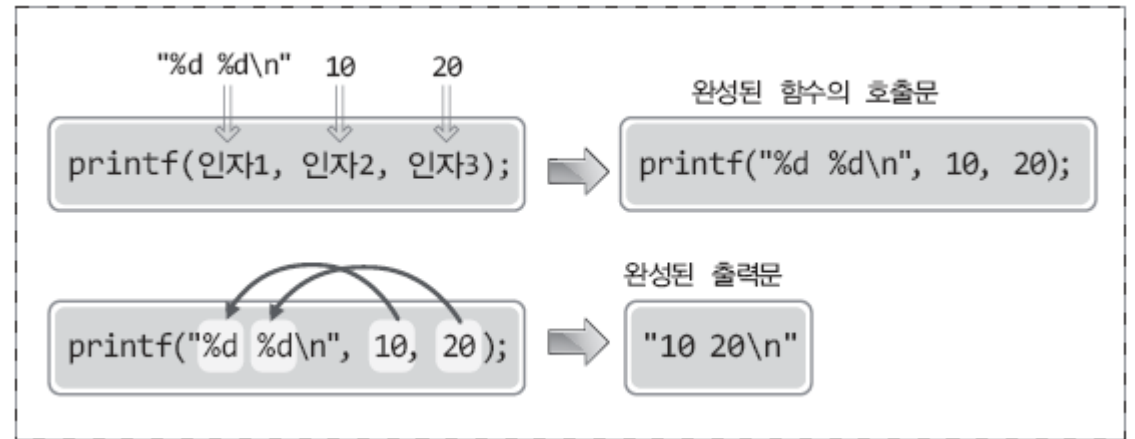 "%d %d\n" 10 20
printf(인자1, 인자2, 인자3);
완성된 함수의 호출문
printf("%d %d\n", 10, 20);
printf("%d %d\n", 10, 20);
완성된 출력문
"10 20\n"